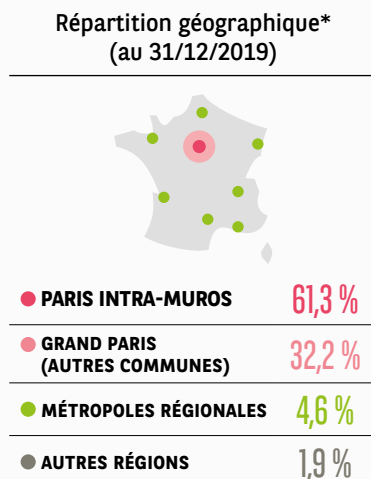 Répartition géographique*
(au 31/12/2019)
PARIS INTRA-MUROS 61,3 %
GRAND PARIS
(AUTRES COMMUNES) 32,2 %
MÉTROPOLES RÉGIONALES 4,6 %
AUTRES RÉGIONS 1,9 %